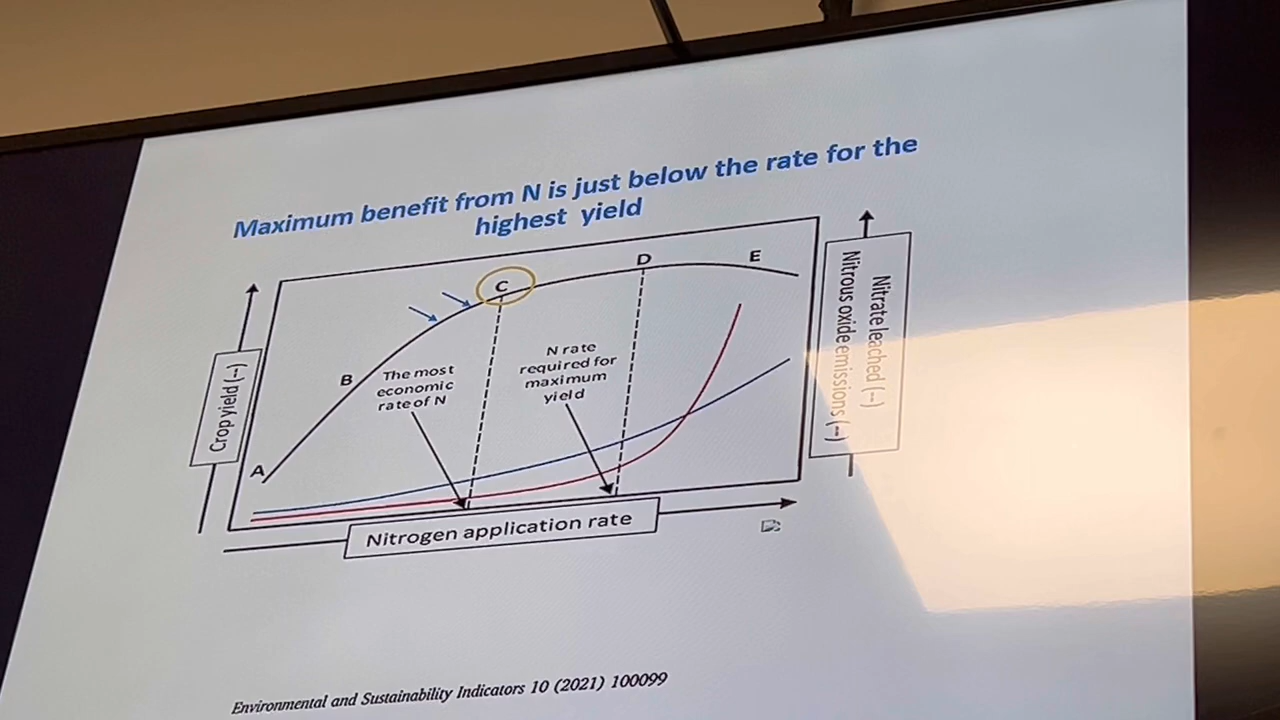 Maximum benefit from N is just below the rate for the
highest yield
A
B
C
D
E
Crop yield (--)
The most
economic
rate of N
N rate
required for
maximum
yield
Nitrate leached (--)
Nitrous oxide emissions (--)
Nitrogen application rate
Environmental and Sustainability Indicators 10 (2021) 100099